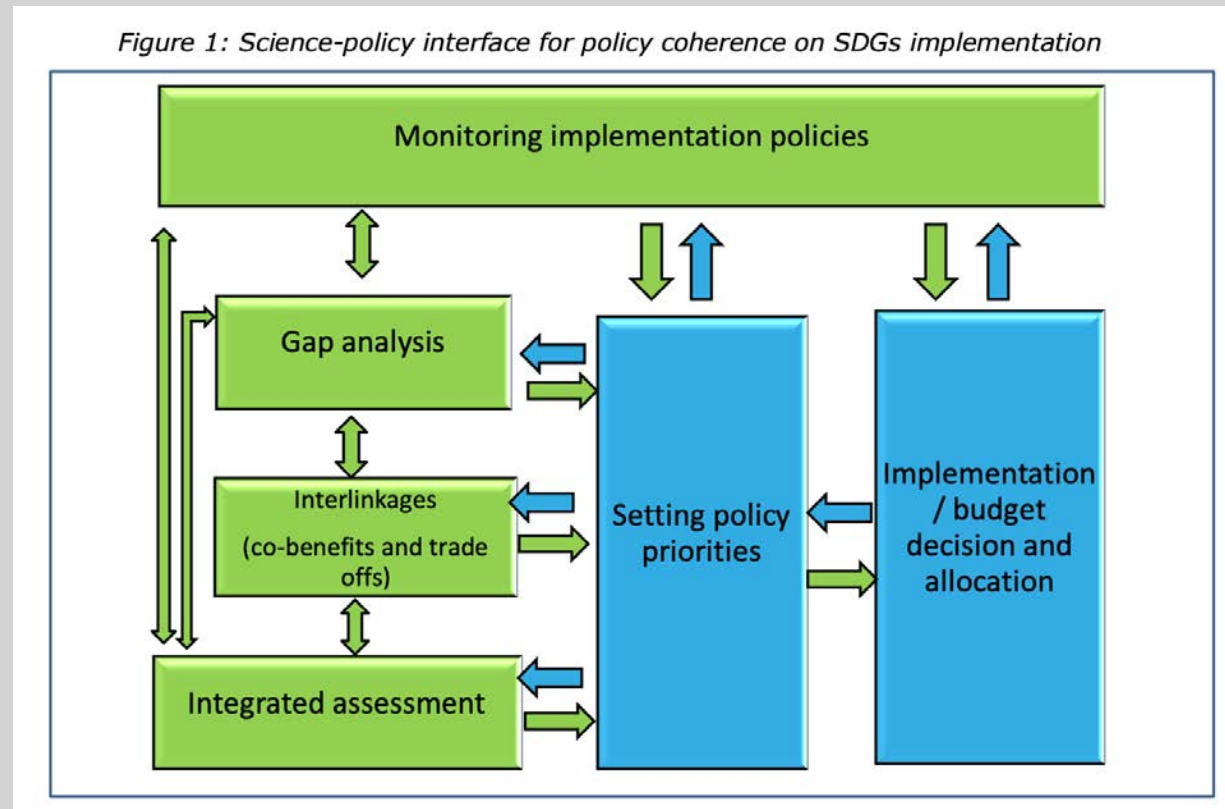 Figure 1: Science-policy interface for policy coherence on SDGs implementation
Monitoring implementation policies
Gap analysis
Interlinkages
(co-benefits and trade
offs)
Integrated assessment
Setting policy
priorities
Implementation
/ budget
decision and
allocation